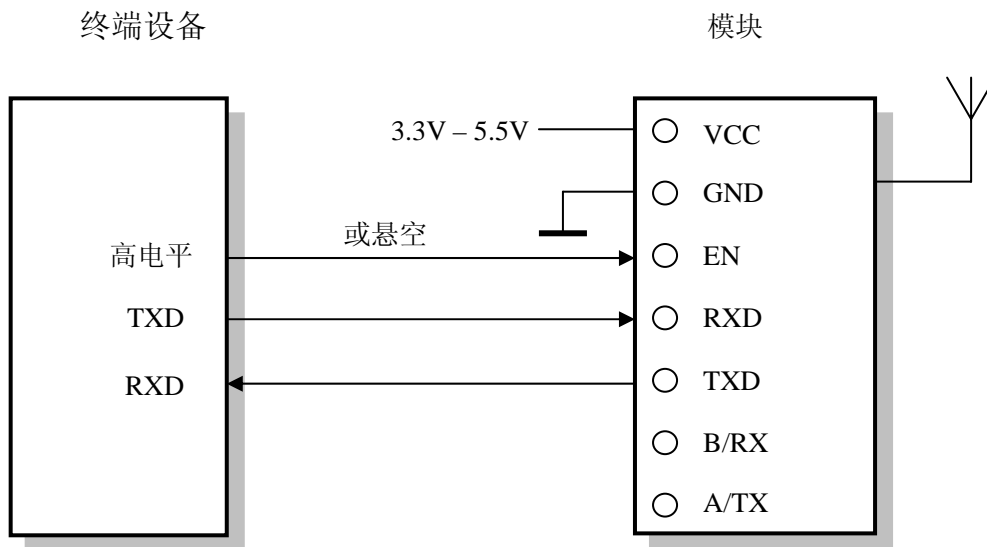 终端设备
模块
3.3V – 5.5V
VCC
GND
或悬空
高电平
EN
TXD
RXD
RXD
TXD
B/RX
A/TX